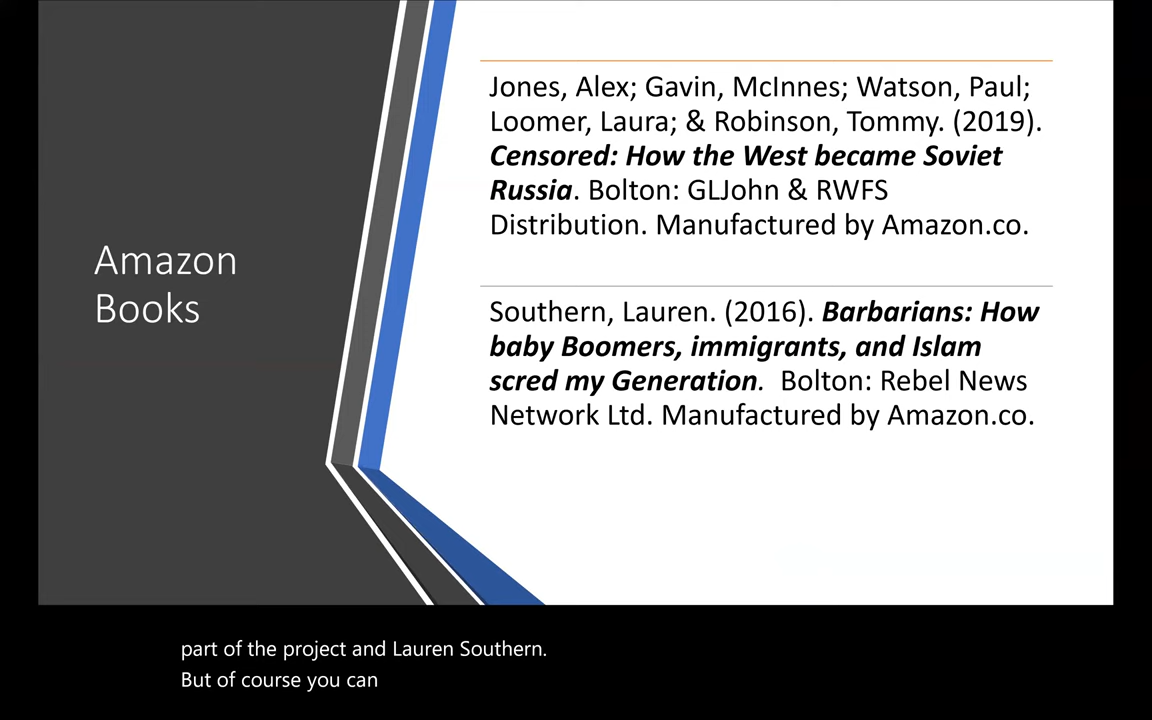 Amazon
Books
Jones, Alex; Gavin, McInnes; Watson, Paul;
Loomer, Laura; & Robinson, Tommy. (2019).
Censored: How the West became Soviet
Russia. Bolton: GLJohn & RWFS
Distribution. Manufactured by Amazon.co.
Southern, Lauren. (2016). Barbarians: How
baby Boomers, immigrants, and Islam
scred my Generation. Bolton: Rebel News
Network Ltd. Manufactured by Amazon.co.
part of the project and Lauren Southern.
But of course you can